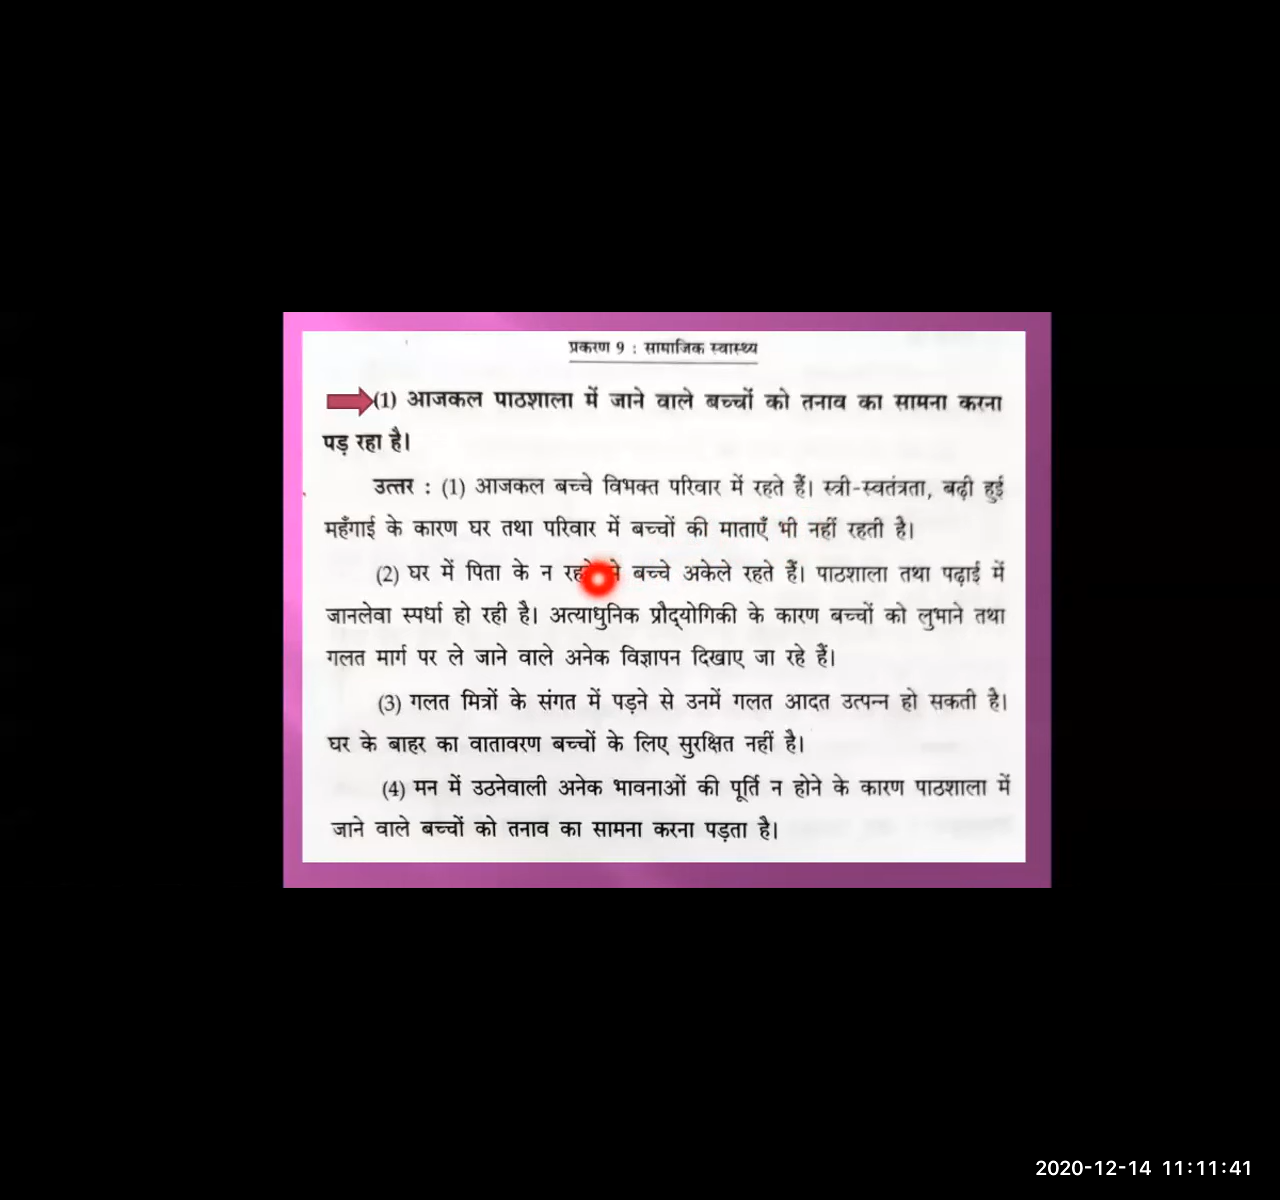 प्रकरण 9 : सामाजिक स्वास्थ्य
(1) आजकल पाठशाला में जाने वाले बच्चों को तनाव का सामना करना
पड़ रहा है।
उत्तर : (1) आजकल बच्चे विभक्त परिवार में रहते हैं। स्त्री-स्वतंत्रता, बढ़ी हुई
महँगाई के कारण घर तथा परिवार में बच्चों की माताएँ भी नहीं रहती है।
(2) घर में पिता के न बच्चे अकेले रहते हैं। पाठशाला तथा पढ़ाई में
जानलेवा स्पर्धा हो रही है। अत्याधुनिक प्रौद्योगिकी के कारण बच्चों को लुभाने तथा
गलत मार्ग पर ले जाने वाले अनेक विज्ञापन दिखाए जा रहे हैं।
(3) गलत मित्रों के संगत में पड़ने से उनमें गलत आदत उत्पन्न हो सकती है।
घर के बाहर का वातावरण बच्चों के लिए सुरक्षित नहीं है।
(4) मन में उठनेवाली अनेक भावनाओं की पूर्ति न होने के कारण पाठशाला में
जाने वाले बच्चों को तनाव का सामना करना पड़ता है।
2020-12-14 11:11:41